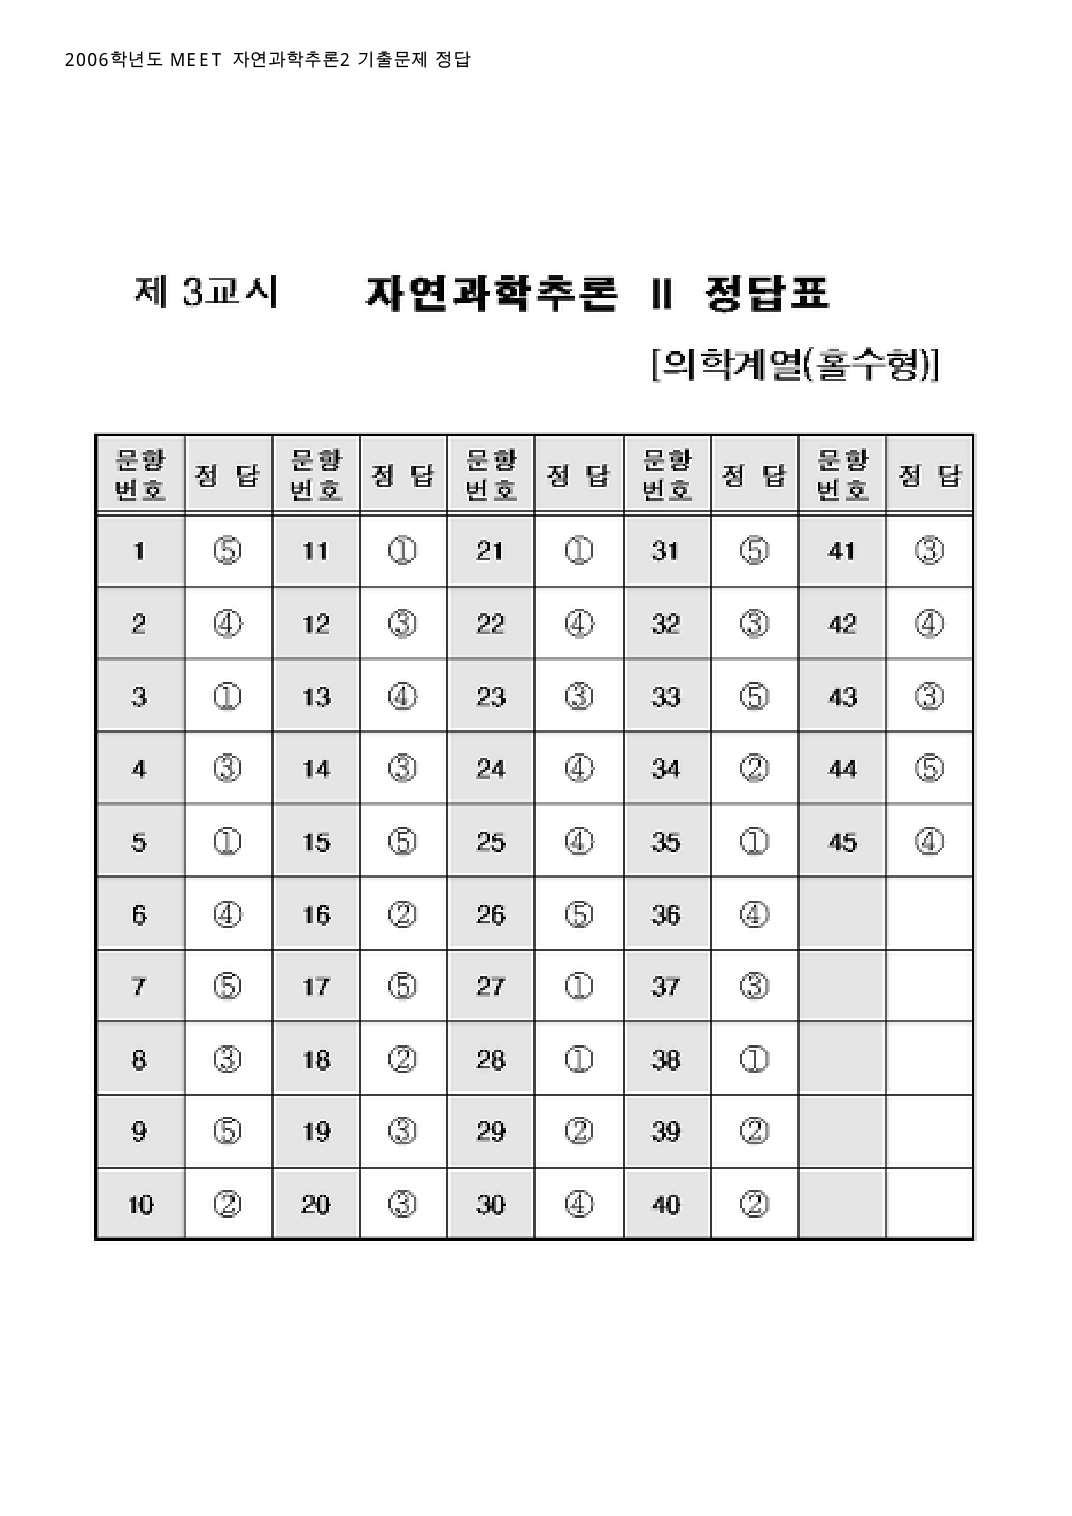 2006학년도 MEET 자연과학추론2 기출문제 정답
제 3교시 자연과학추론 Ⅱ 정답표
[의학계열(홀수형)]
문항번호 정 답 문항번호 정 답 문항번호 정 답 문항번호 정 답 문항번호 정 답
1 ⑤ 11 ① 21 ① 31 ⑤ 41 ③
2 ④ 12 ③ 22 ④ 32 ③ 42 ④
3 ① 13 ④ 23 ③ 33 ⑤ 43 ③
4 ③ 14 ③ 24 ④ 34 ② 44 ⑤
5 ① 15 ⑤ 25 ④ 35 ① 45 ④
6 ④ 16 ② 26 ⑤ 36 ④
7 ⑤ 17 ⑤ 27 ① 37 ③
8 ③ 18 ② 28 ① 38 ①
9 ⑤ 19 ③ 29 ② 39 ②
10 ② 20 ③ 30 ④ 40 ②